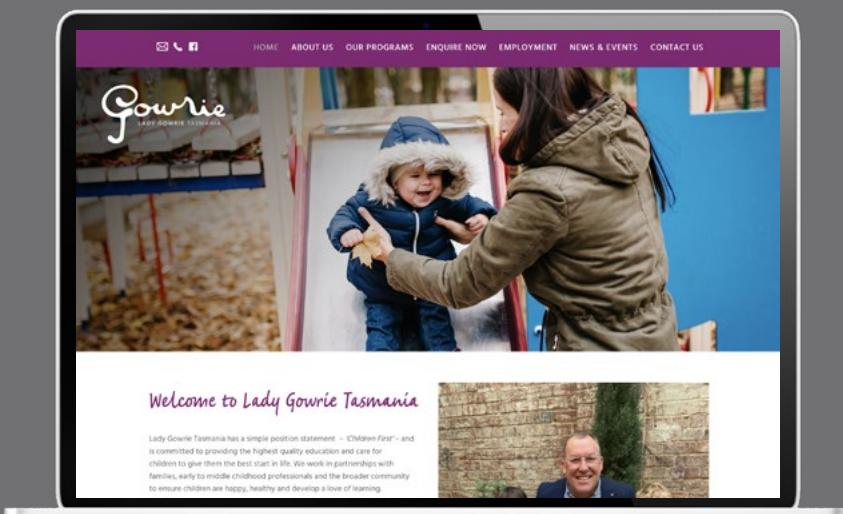 HOME ABOUT US OUR PROGRAMS ENQUIRE NOW EMPLOYMENT NEWS & EVENTS CONTACT US
Gowrie
LADY GOWRIE TASMANIA
Welcome to Lady Gowrie Tasmania
Lady Gowrie Tasmania has a simple position statement - 'Children First' - and
is committed to providing the highest quality education and care for
children to give them the best start in life. We work in partnerships with
families, early to middle childhood professionals and the broader community
to ensure children are happy, healthy and develop a love of learning.